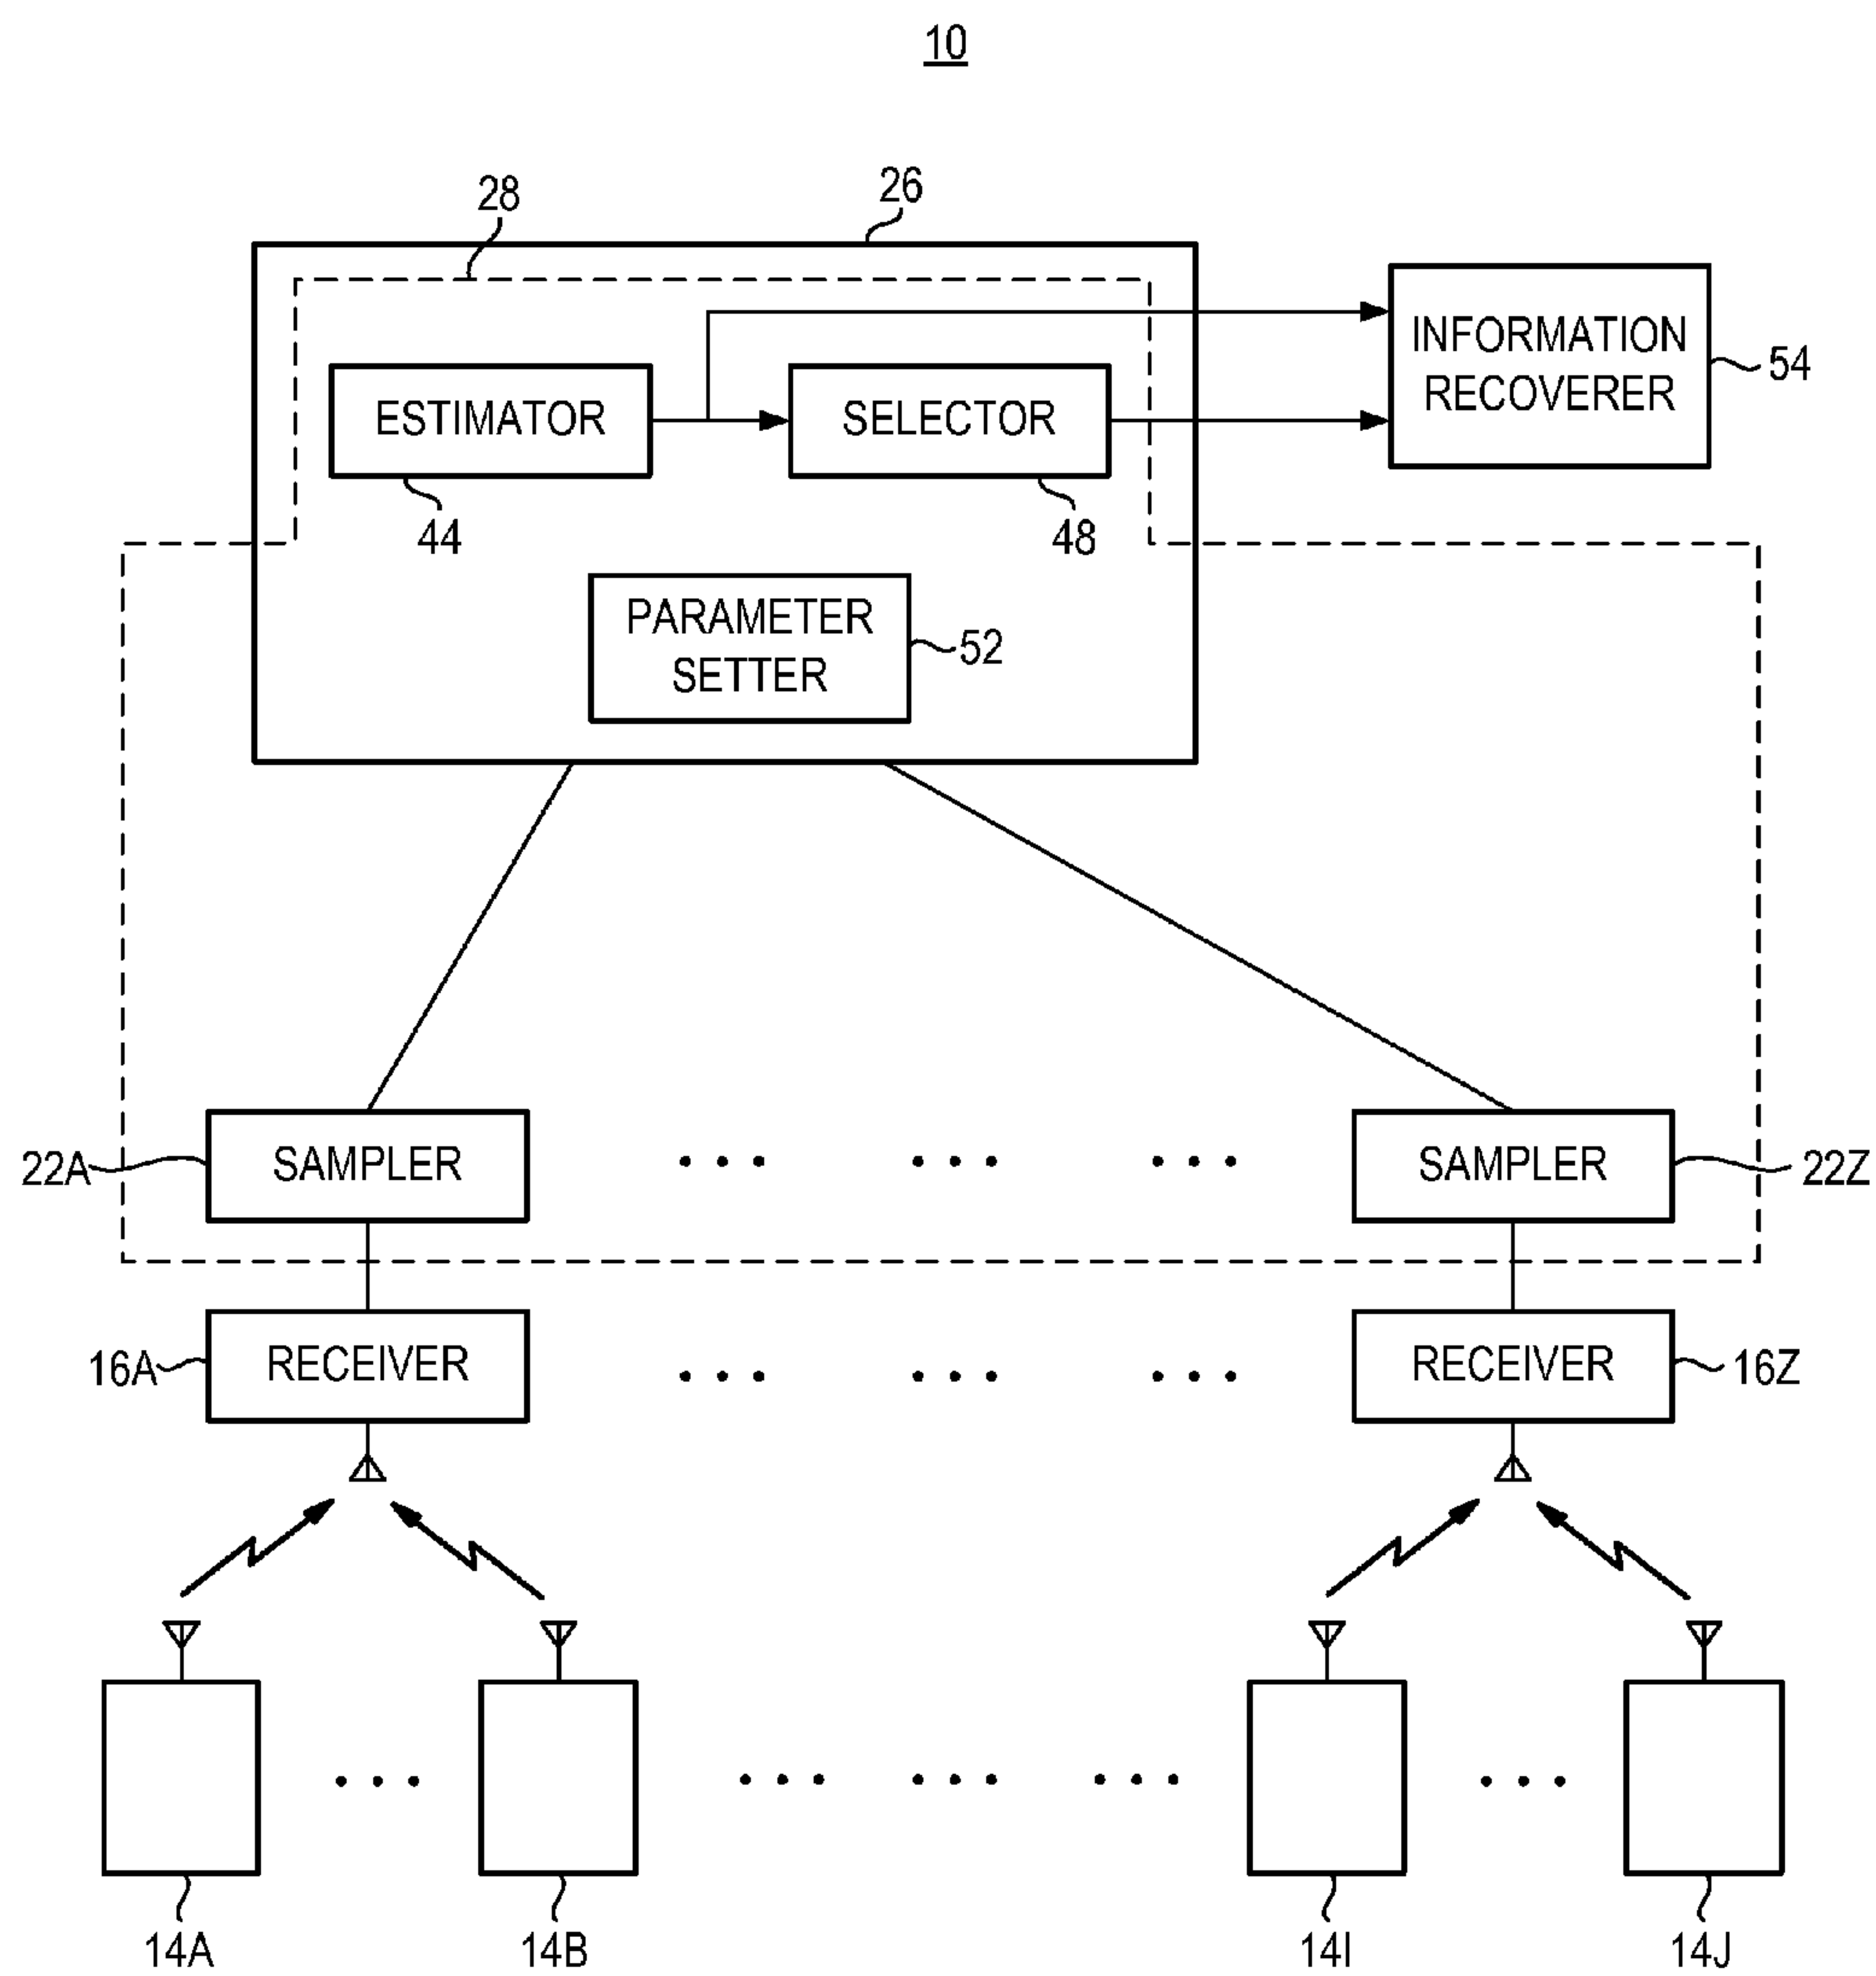 10
28
26
INFORMATION
RECOVERER
54
ESTIMATOR
SELECTOR
44
48
PARAMETER
SETTER
52
22A
SAMPLER
SAMPLER
22Z
16A
RECEIVER
RECEIVER
16Z
14A
14B
14I
14J